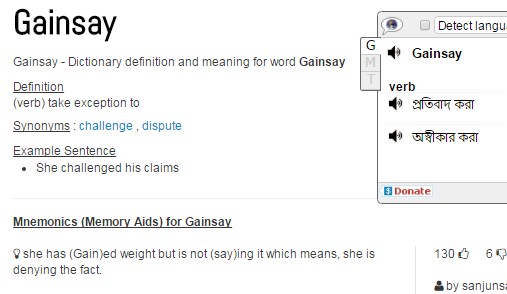 Gainsay
Gainsay - Dictionary definition and meaning for word Gainsay
Definition
(verb) take exception to
Synonyms : challenge , dispute
Example Sentence
She challenged his claims
Mnemonics (Memory Aids) for Gainsay
she has (Gain)ed weight but is not (say)ing it which means, she is
denying the fact.
130
6
by
Detect
G
M
T
Gainsay
verb
প্রতিবাদ করা
অস্বীকার করা
Donate